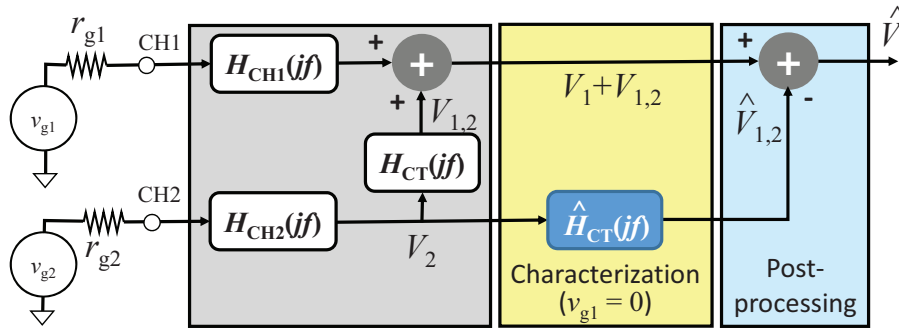 r_g1
CH1
v_g1
H_CH1(jf)
+
+
+
V_1,2
H_CT(jf)
V_1+V_1,2
+
+
-
V̂
V̂_1,2
CH2
r_g2
v_g2
H_CH2(jf)
V_2
Ĥ_CT(jf)
Characterization
(v_g1 = 0)
Post-
processing